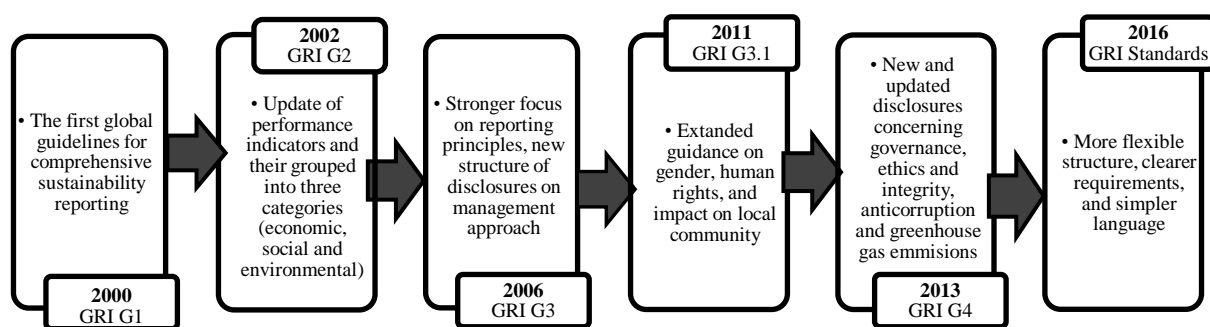 • The first global
guidelines for
comprehensive
sustainability
reporting
2000
GRI G1
2002
GRI G2
• Update of
performance
indicators and
their grouped
into three
categories
(economic,
social and
environmental)
• Stronger focus
on reporting
principles, new
structure of
disclosures on
management
approach
2006
GRI G3
2011
GRI G3.1
• Extanded
guidance on
gender, human
rights, and
impact on local
community
• New and
updated
disclosures
concerning
governance,
ethics and
integrity,
anticorruption
and greenhouse
gas emmisions
2013
GRI G4
2016
GRI Standards
• More flexible
structure, clearer
requirements,
and simpler
language